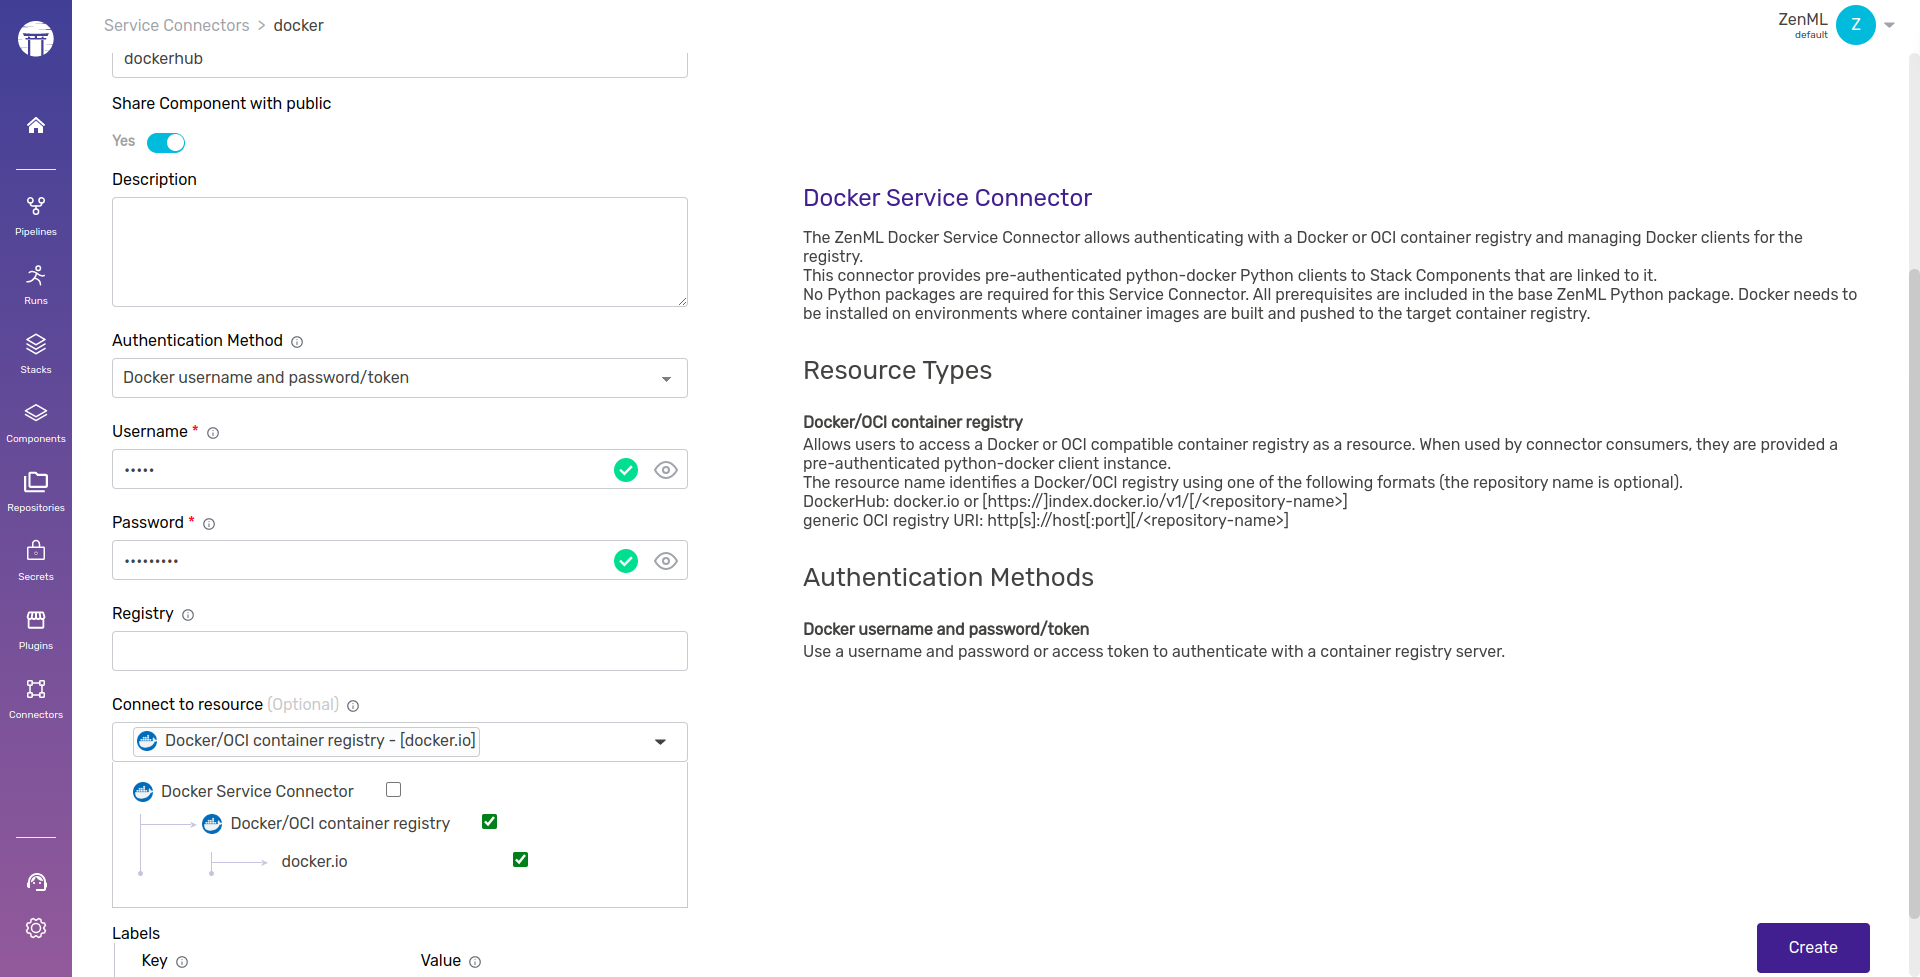 Service Connectors > docker
ZenML
default
Z
dockerhub
Share Component with public
Yes
Description
Authentication Method
Docker username and password/token
Username *
•••••
Password *
•••••••••
Registry
Connect to resource (Optional)
Docker/OCI container registry - [docker.io]
Docker Service Connector
Docker/OCI container registry
docker.io
Labels
Key
Value
Pipelines
Runs
Stacks
Components
Repositories
Secrets
Plugins
Connectors
Docker Service Connector
The ZenML Docker Service Connector allows authenticating with a Docker or OCI container registry and managing Docker clients for the
registry.
This connector provides pre-authenticated python-docker Python clients to Stack Components that are linked to it.
No Python packages are required for this Service Connector. All prerequisites are included in the base ZenML Python package. Docker needs to
be installed on environments where container images are built and pushed to the target container registry.
Resource Types
Docker/OCI container registry
Allows users to access a Docker or OCI compatible container registry as a resource. When used by connector consumers, they are provided a
pre-authenticated python-docker client instance.
The resource name identifies a Docker/OCI registry using one of the following formats (the repository name is optional).
DockerHub: docker.io or [https://]index.docker.io/v1/[/<repository-name>]
generic OCI registry URI: http[s]://host[:port][/<repository-name>]
Authentication Methods
Docker username and password/token
Use a username and password or access token to authenticate with a container registry server.
Create